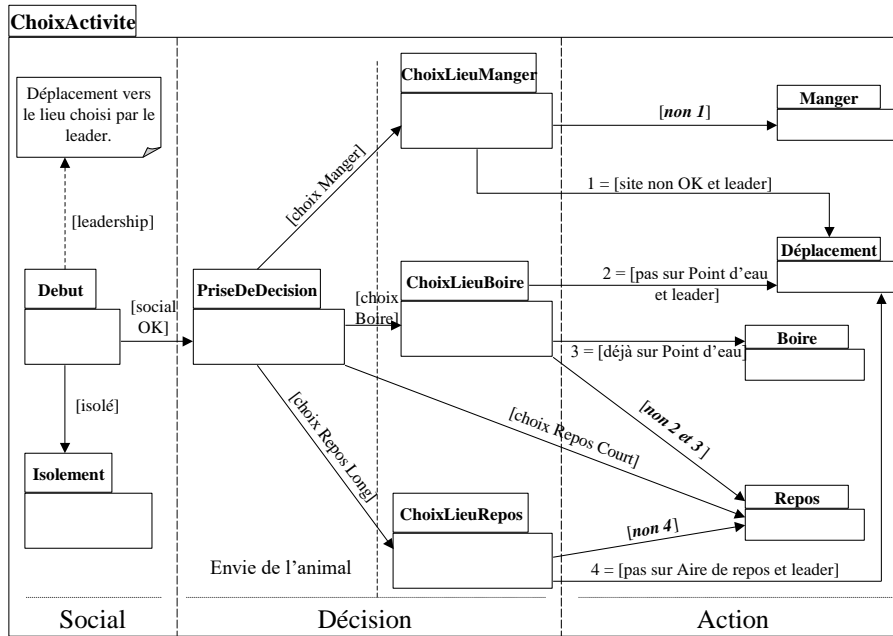 ChoixActivite
Déplacement vers
le lieu choisi par le
leader.
[leadership]
Debut
[social
OK]
[isolé]
Isolement
PriseDeDecision
[choix Manger]
[choix
Boire]
[choix Repos Long]
[choix Repos Court]
ChoixLieuManger
[non 1]
1 = [site non OK et leader]
ChoixLieuBoire
2 = [pas sur Point d'eau
et leader]
3 = [déjà sur Point d'eau]
[non 2 et 3]
ChoixLieuRepos
[non 4]
4 = [pas sur Aire de repos et leader]
Manger
Déplacement
Boire
Repos
Envie de l'animal
Social
Décision
Action